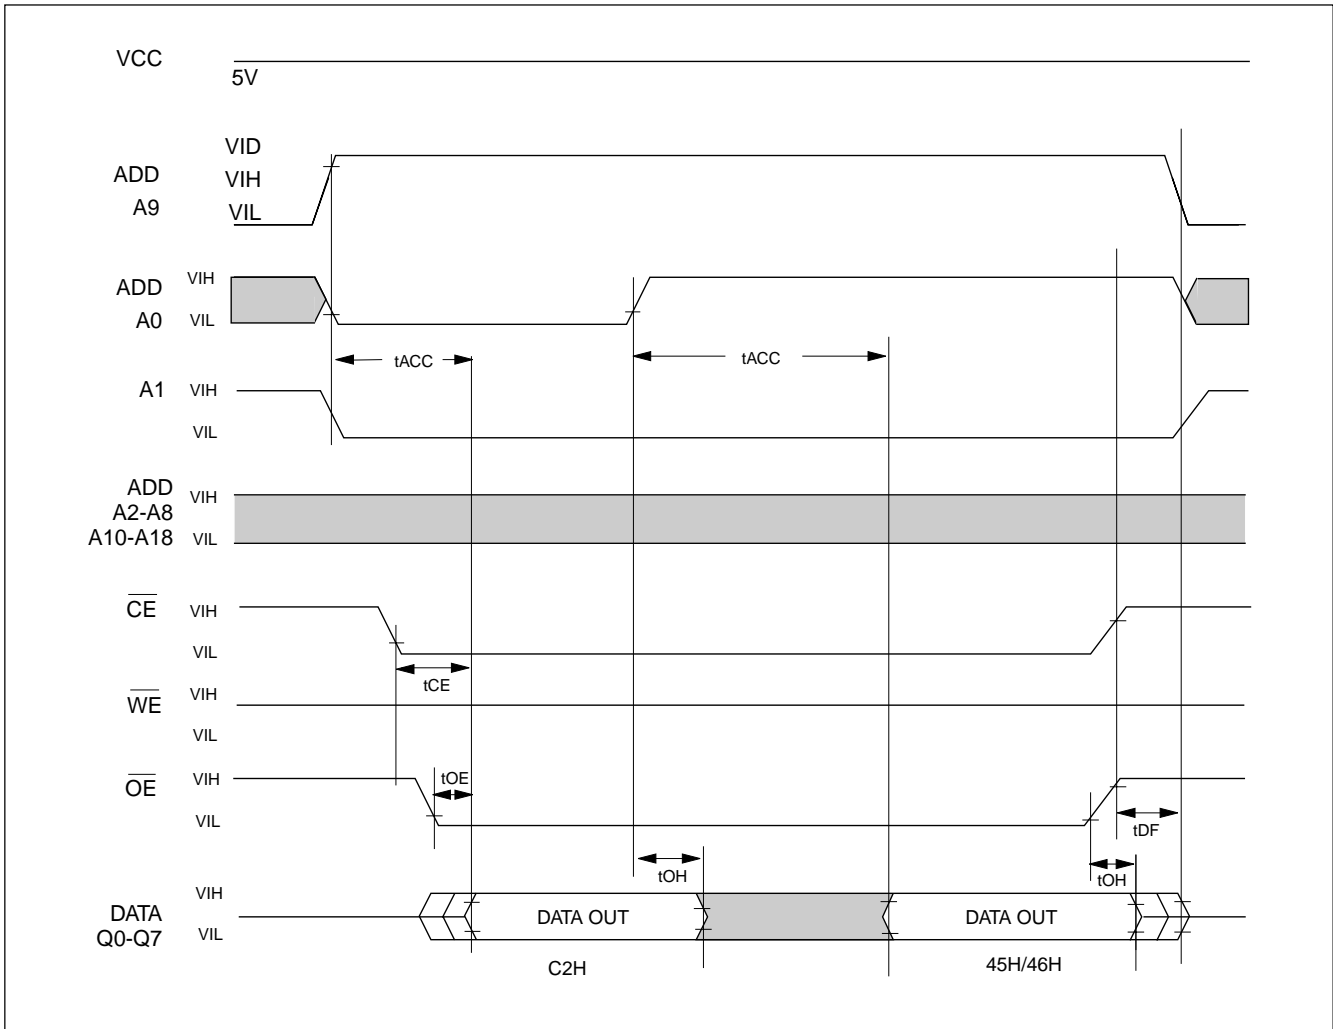 VCC
5V
VID
ADD
VIH
A9
VIL
ADD
VIH
A0
VIL
tACC
tACC
A1
VIH
VIL
ADD
VIH
A2-A8
A10-A18
VIL
CE
VIH
VIL
tCE
WE
VIH
VIL
OE
VIH
tOE
VIL
tDF
tOH
tOH
VIH
DATA
DATA OUT
DATA OUT
Q0-Q7
VIL
C2H
45H/46H